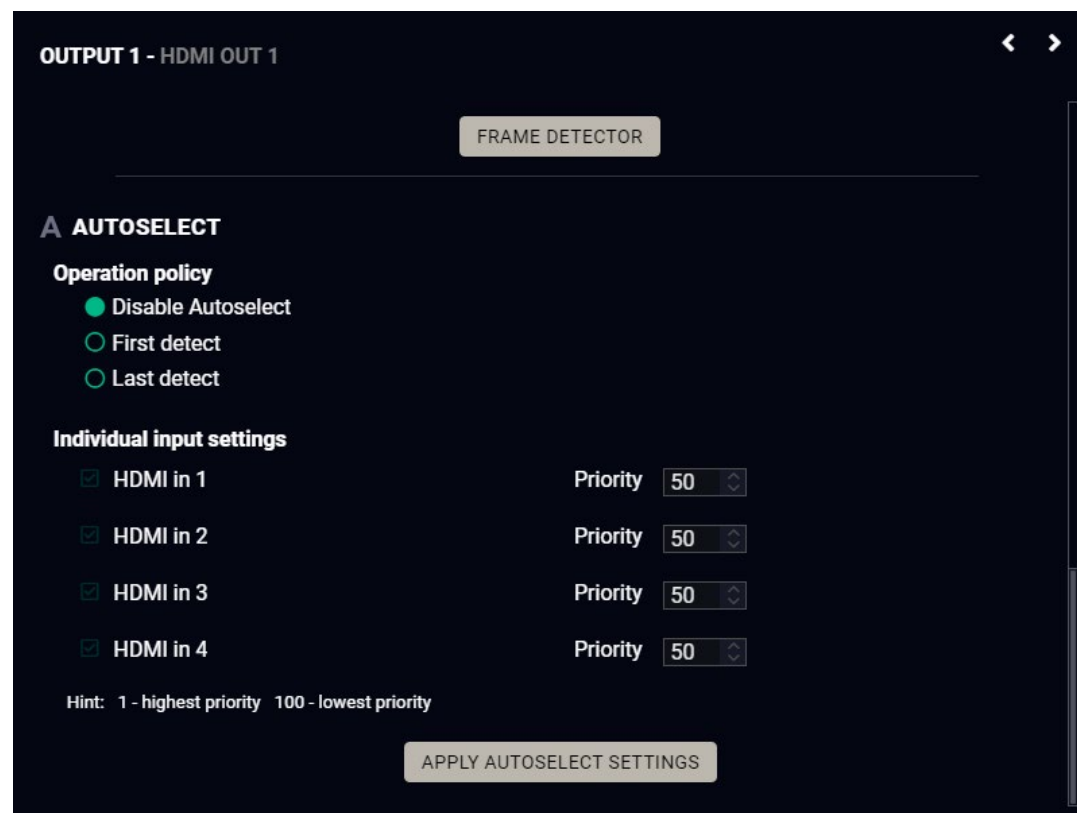 OUTPUT 1 - HDMI OUT 1
FRAME DETECTOR
A AUTOSELECT
Operation policy
Disable Autoselect
First detect
Last detect
Individual input settings
HDMI in 1 Priority 50
HDMI in 2 Priority 50
HDMI in 3 Priority 50
HDMI in 4 Priority 50
Hint: 1 - highest priority 100 - lowest priority
APPLY AUTOSELECT SETTINGS